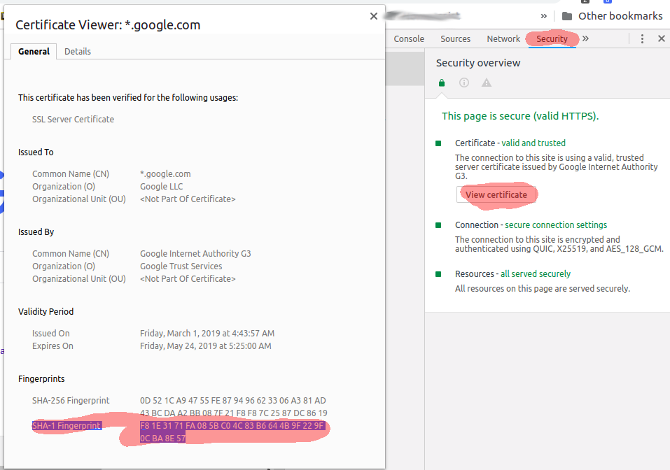 Certificate Viewer: *.google.com
General Details
This certificate has been verified for the following usages:
SSL Server Certificate
Issued To
Common Name (CN) *.google.com
Organization (O) Google LLC
Organizational Unit (OU) <Not Part Of Certificate>
Issued By
Common Name (CN) Google Internet Authority G3
Organization (O) Google Trust Services
Organizational Unit (OU) <Not Part Of Certificate>
Validity Period
Issued On Friday, March 1, 2019 at 4:43:57 AM
Expires On Friday, May 24, 2019 at 5:25:00 AM
Fingerprints
SHA-256 Fingerprint 0D 52 1C A9 47 55 FE 87 94 96 62 33 06 A3 81 AD
43 BC DA A2 BB 08 7F 21 F8 F8 7C 25 87 DC 86 19
SHA-1 Fingerprint F8 1E 31 71 FA 08 5B C0 4C 83 B6 64 4B 9F 22 9F
0C BA 8E 57
» Other bookmarks
Console Sources Network Security »
Security overview
This page is secure (valid HTTPS).
Certificate - valid and trusted
The connection to this site is using a valid, trusted
server certificate issued by Google Internet Authority
G3.
View certificate
Connection - secure connection settings
The connection to this site is encrypted and
authenticated using QUIC, X25519, and AES_128_GCM.
Resources - all served securely
All resources on this page are served securely.